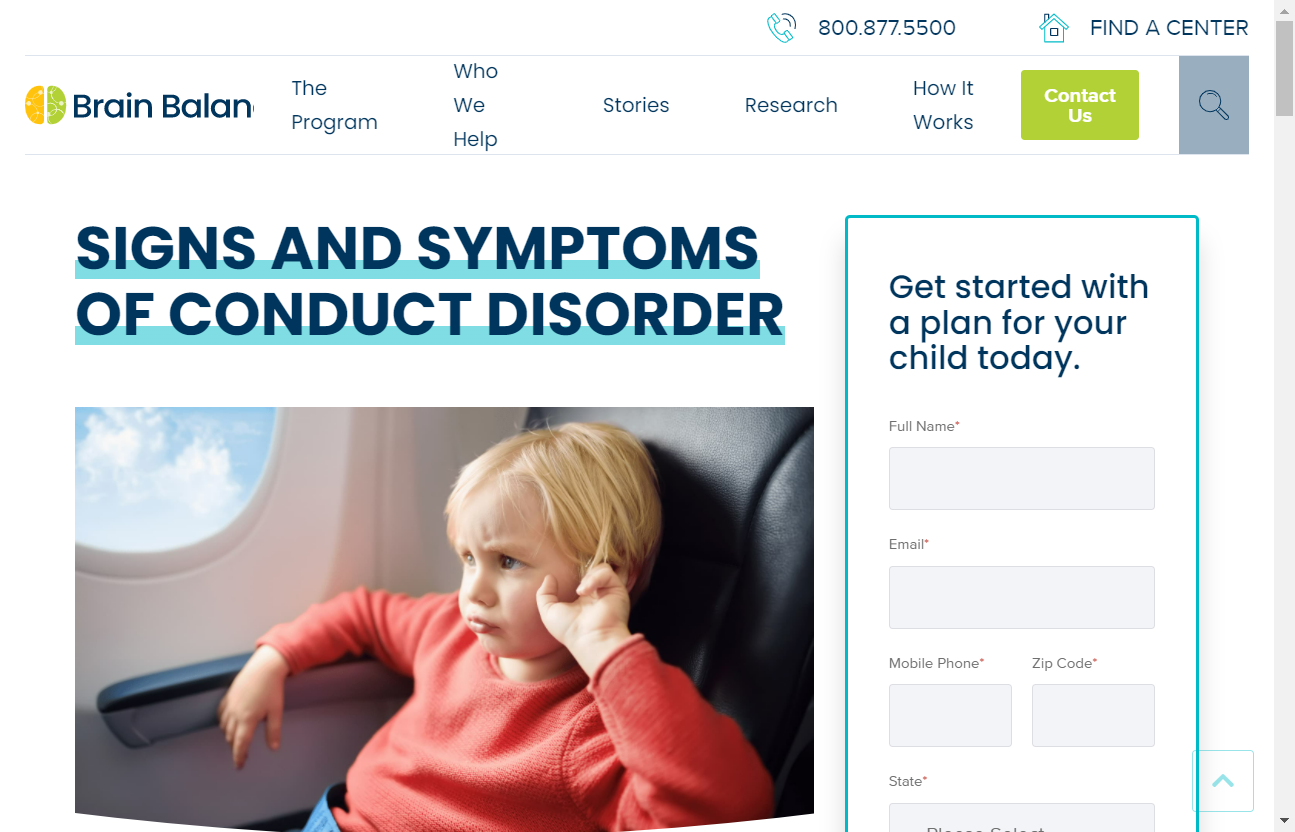 800.877.5500
FIND A CENTER
Brain Balan
The
Program
Who
We
Help
Stories
Research
How It
Works
Contact
Us
SIGNS AND SYMPTOMS
OF CONDUCT DISORDER
Get started with
a plan for your
child today.
Full Name*
Email*
Mobile Phone*
Zip Code*
State*
Please Select